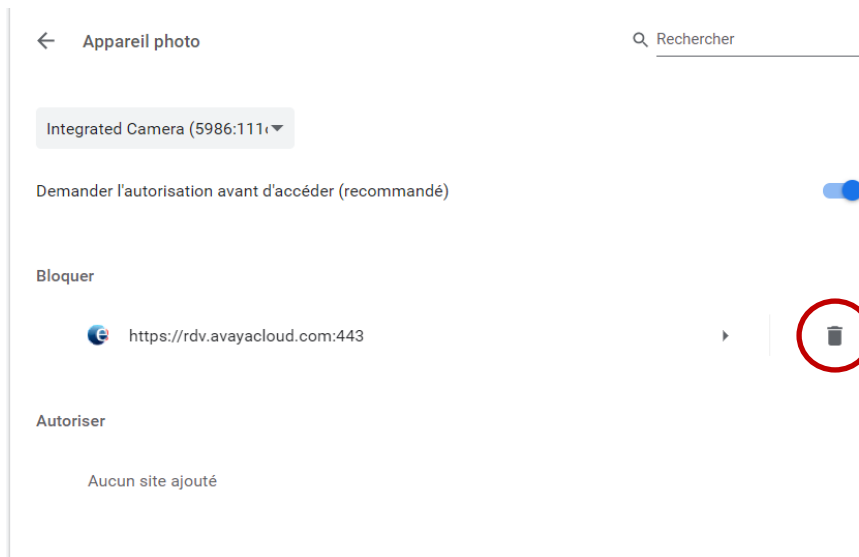 Appareil photo
Rechercher
Integrated Camera (5986:111
Demander l'autorisation avant d'accéder (recommandé)
Bloquer
https://rdv.avayacloud.com:443
Autoriser
Aucun site ajouté